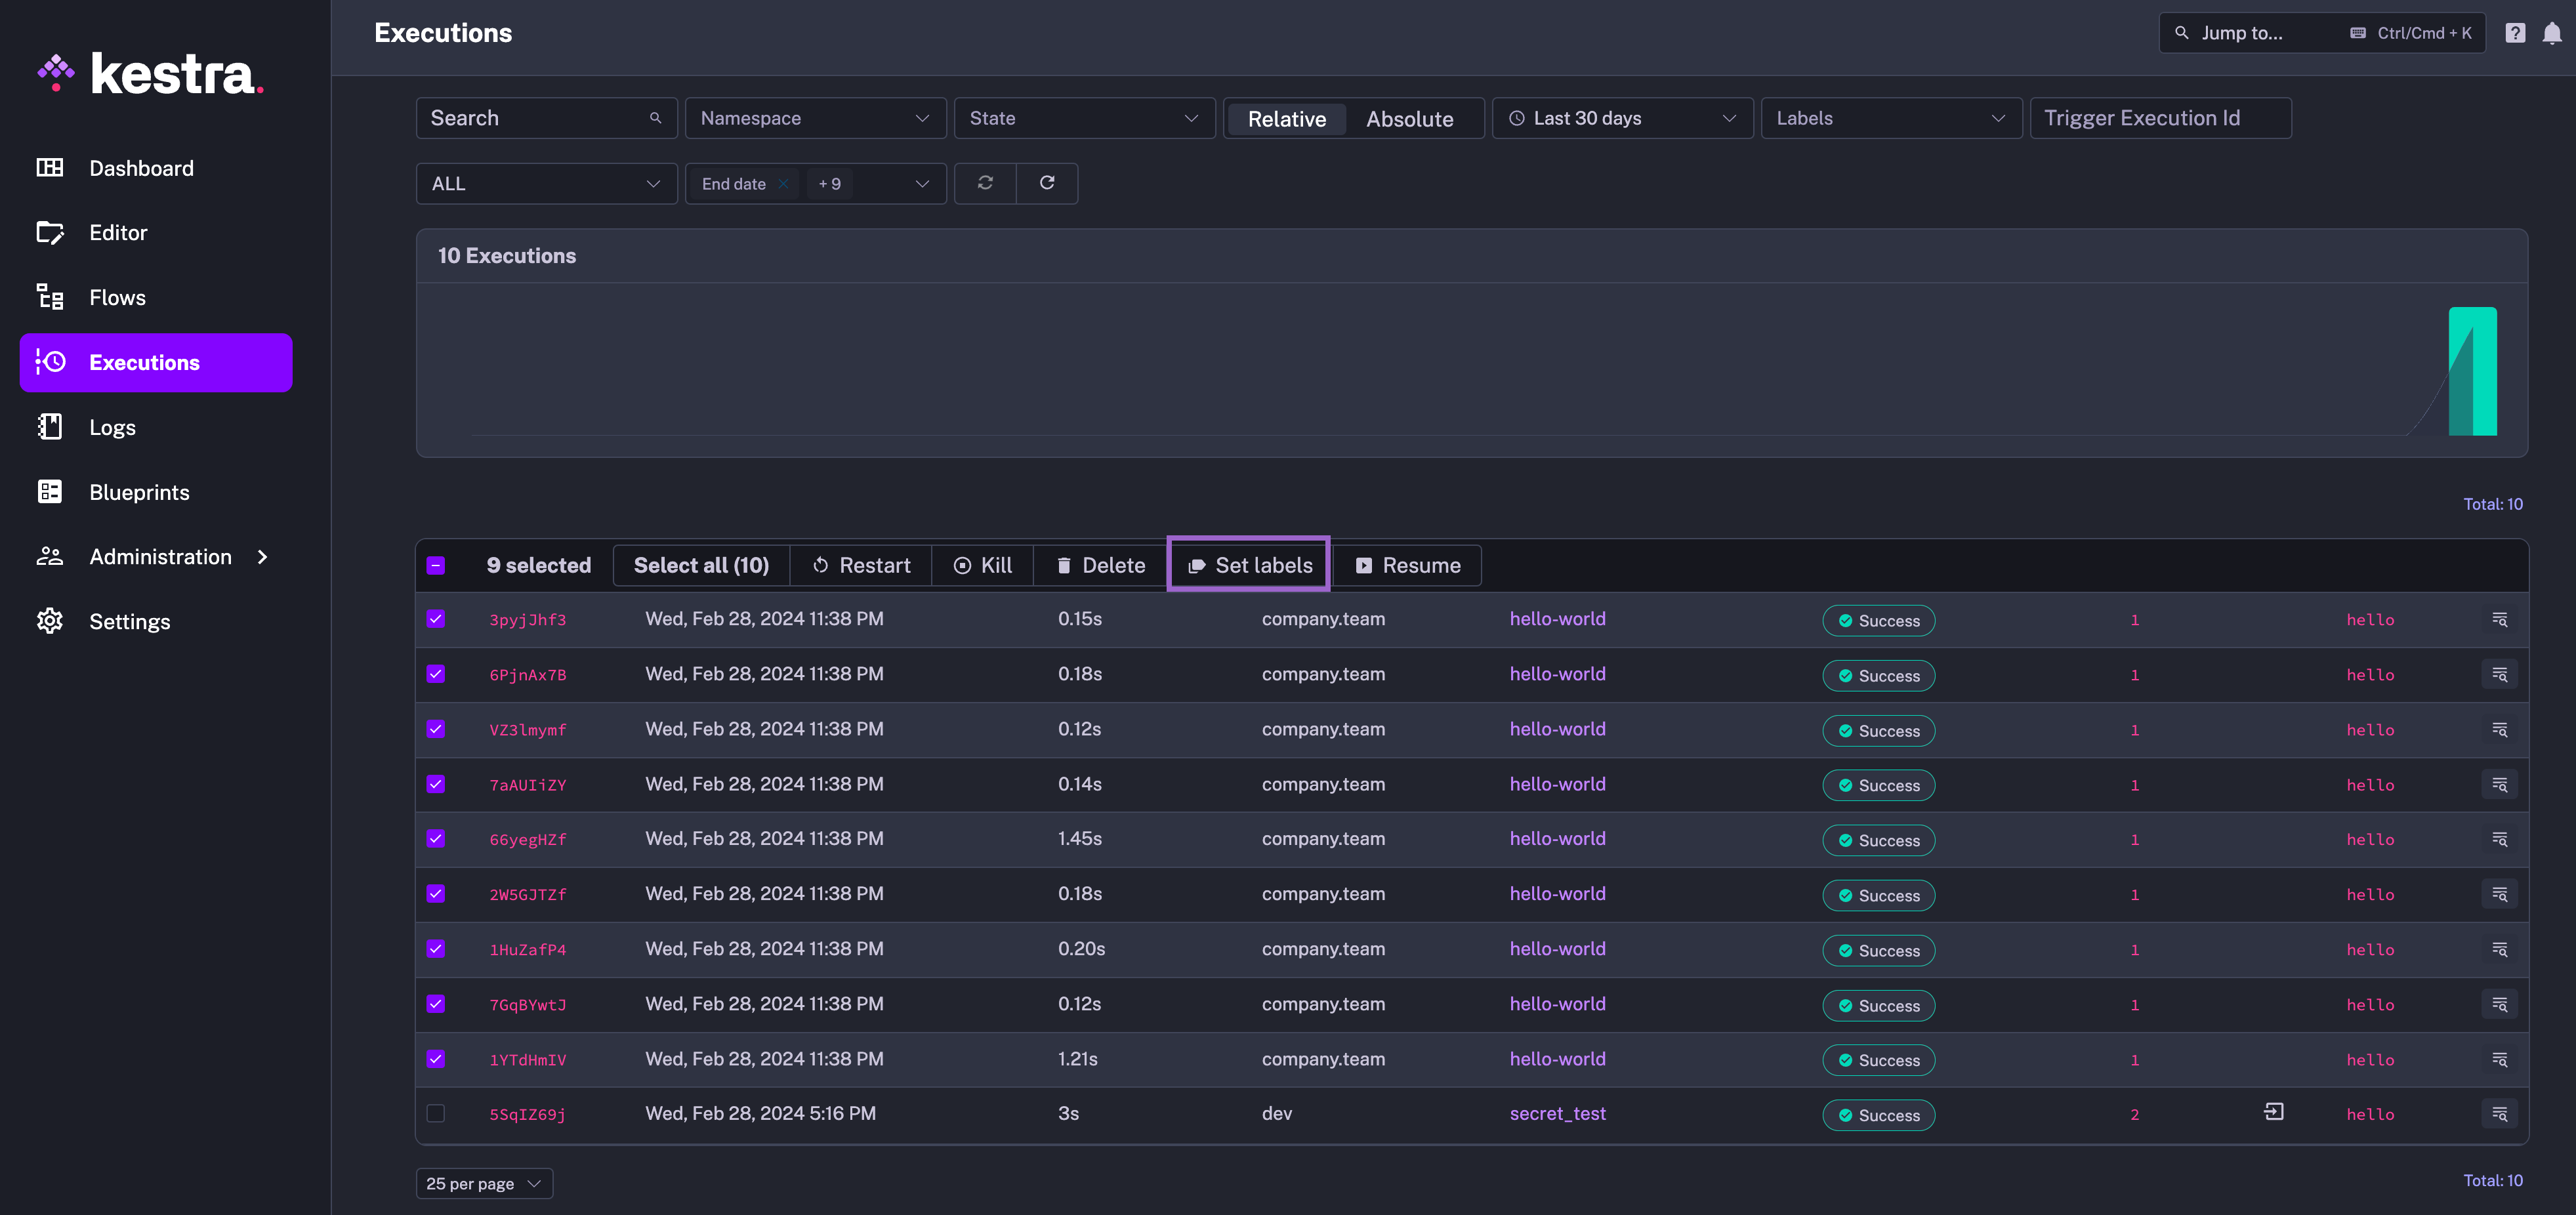 kestra.
Executions
Jump to...
Ctrl/Cmd + K
Dashboard
Editor
Flows
Executions
Logs
Blueprints
Administration
Settings
Search
Namespace
State
Relative
Absolute
Last 30 days
Labels
Trigger Execution Id
ALL
End date
+ 9
10 Executions
Total: 10
9 selected
Select all (10)
Restart
Kill
Delete
Set labels
Resume
3pyjJhf3 Wed, Feb 28, 2024 11:38 PM 0.15s company.team hello-world Success 1 hello
6PjnAx7B Wed, Feb 28, 2024 11:38 PM 0.18s company.team hello-world Success 1 hello
VZ3lmymf Wed, Feb 28, 2024 11:38 PM 0.12s company.team hello-world Success 1 hello
7aAUIiZY Wed, Feb 28, 2024 11:38 PM 0.14s company.team hello-world Success 1 hello
66yegHZf Wed, Feb 28, 2024 11:38 PM 1.45s company.team hello-world Success 1 hello
2W5GJTZf Wed, Feb 28, 2024 11:38 PM 0.18s company.team hello-world Success 1 hello
1HuZafP4 Wed, Feb 28, 2024 11:38 PM 0.20s company.team hello-world Success 1 hello
7GqBYwtJ Wed, Feb 28, 2024 11:38 PM 0.12s company.team hello-world Success 1 hello
1YTdHmIV Wed, Feb 28, 2024 11:38 PM 1.21s company.team hello-world Success 1 hello
5SqIZ69j Wed, Feb 28, 2024 5:16 PM 3s dev secret_test Success 2 hello
25 per page
Total: 10